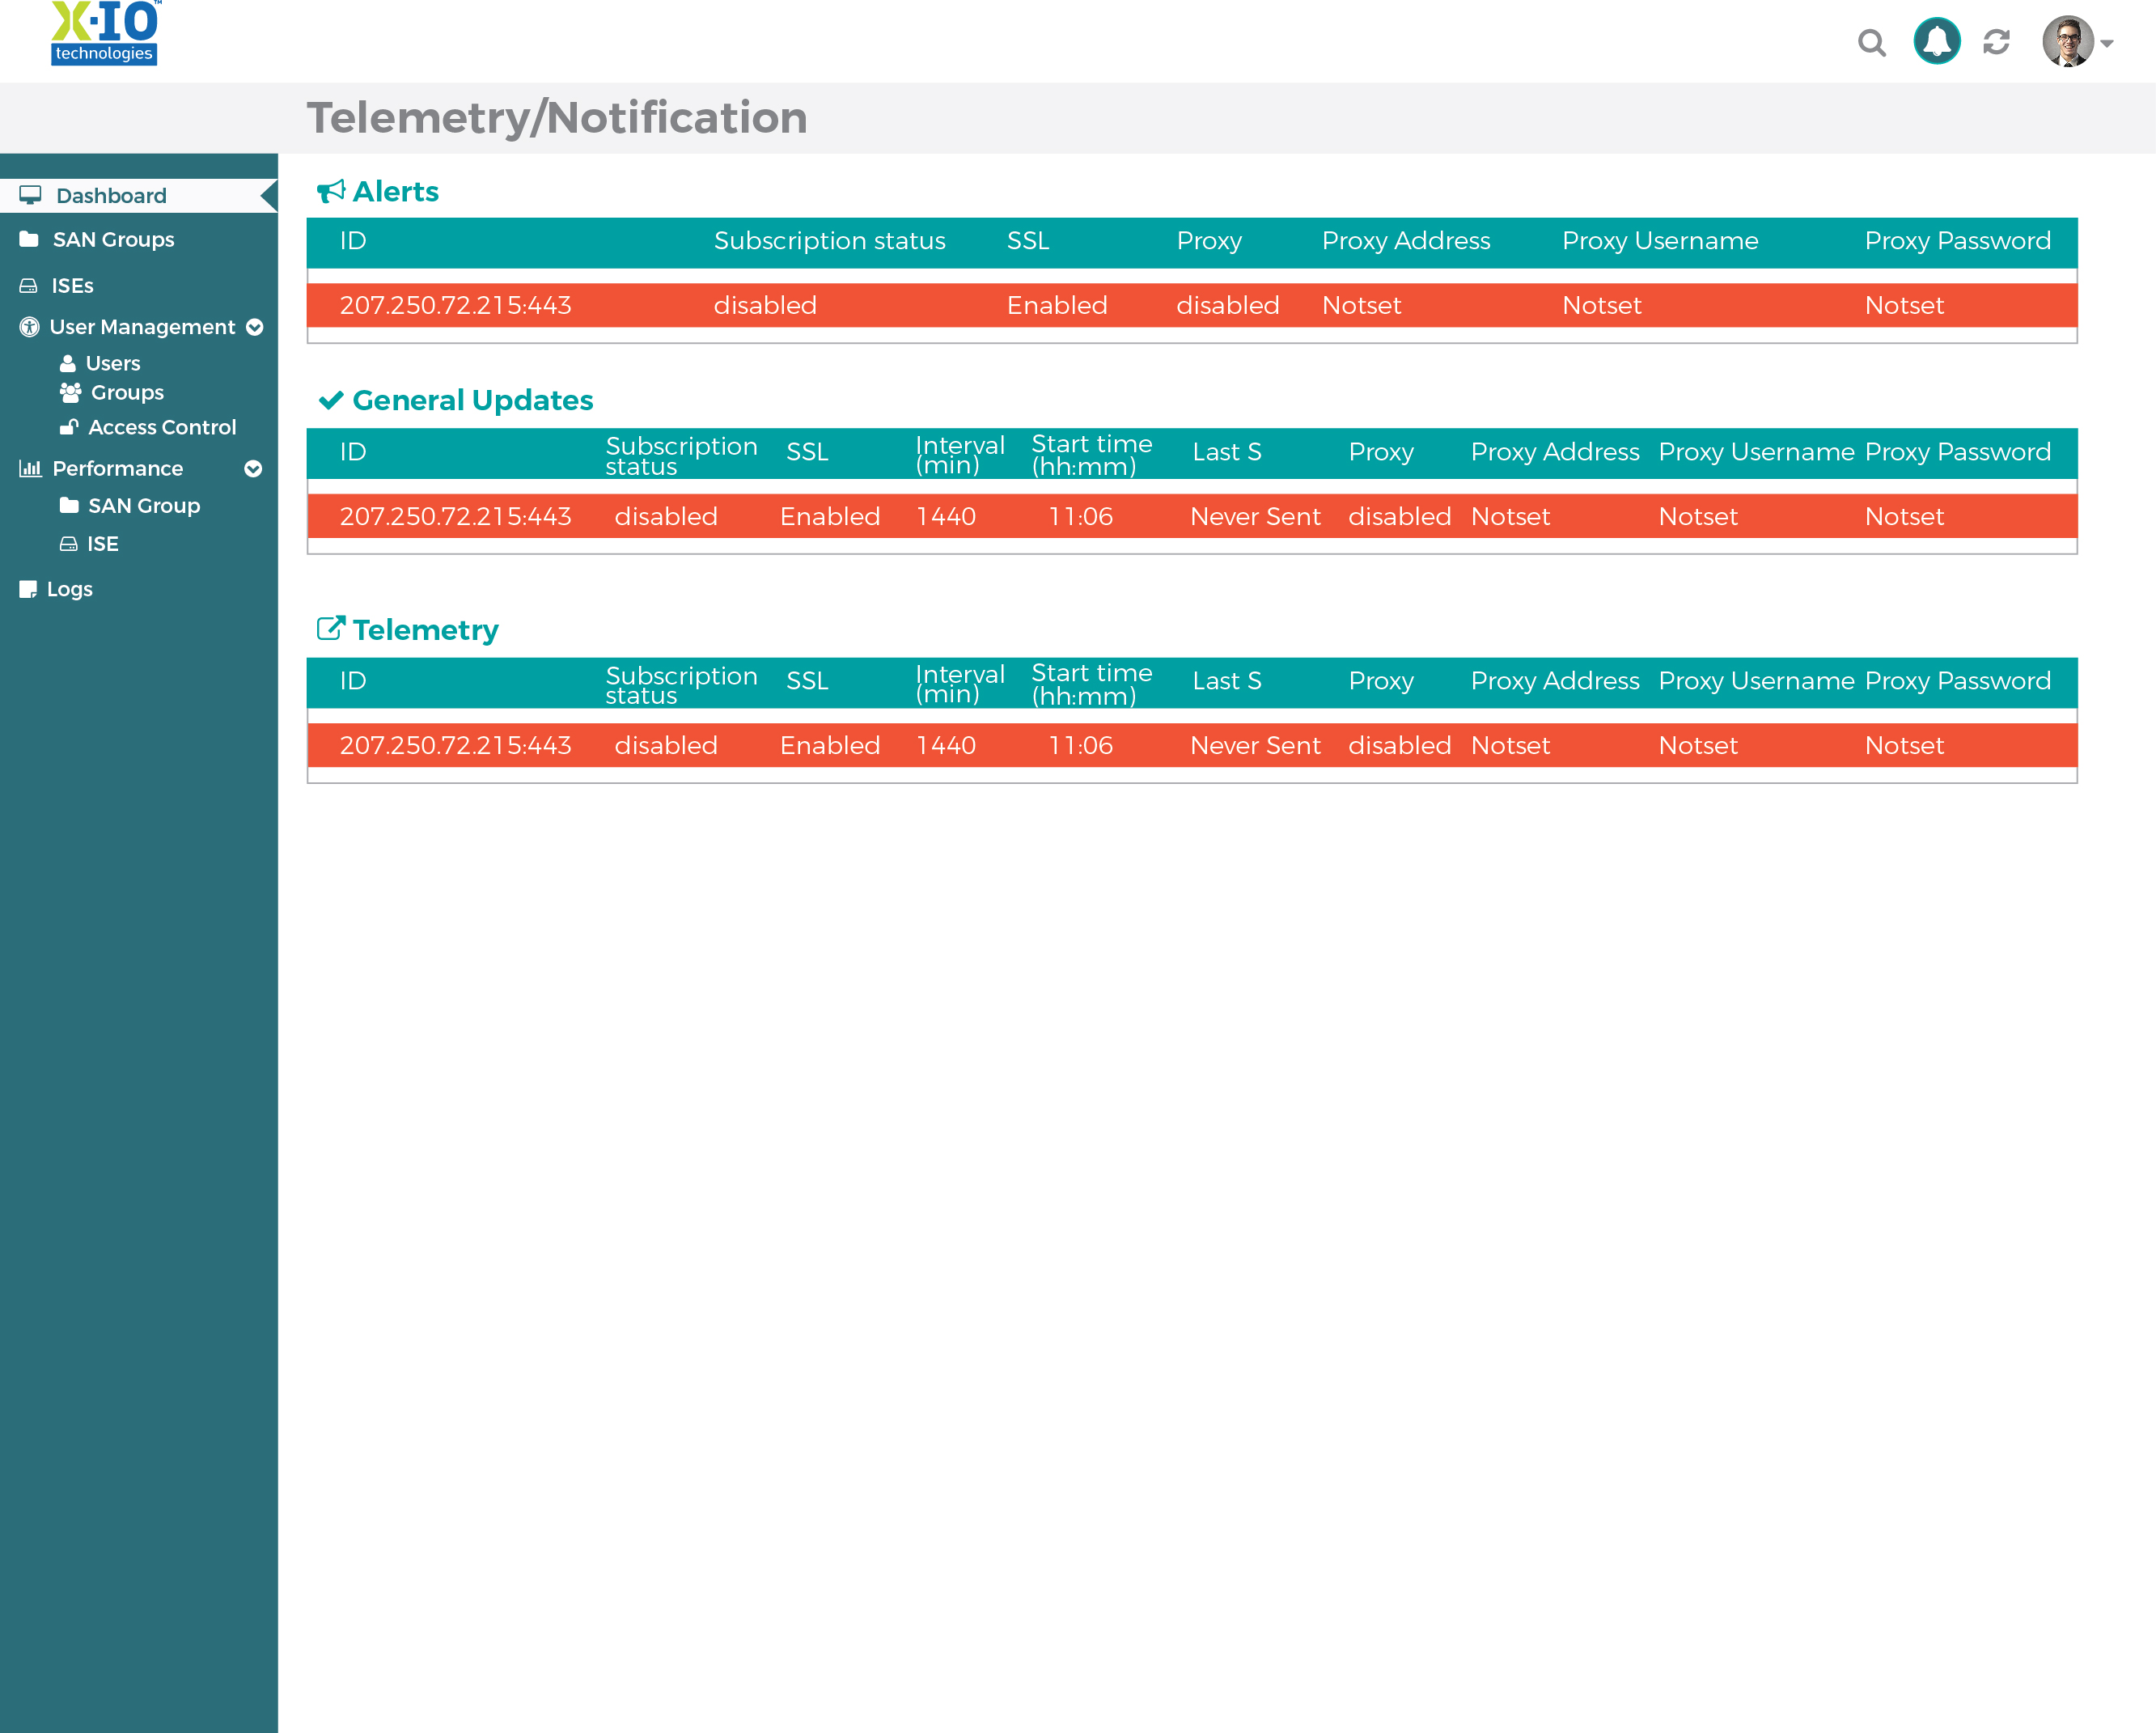 X·IO™
technologies
Telemetry/Notification
Dashboard
SAN Groups
ISEs
User Management
Users
Groups
Access Control
Performance
SAN Group
ISE
Logs
Alerts
ID Subscription status SSL Proxy Proxy Address Proxy Username Proxy Password
207.250.72.215:443 disabled Enabled disabled Notset Notset Notset
General Updates
ID Subscription status SSL Interval (min) Start time (hh:mm) Last S Proxy Proxy Address Proxy Username Proxy Password
207.250.72.215:443 disabled Enabled 1440 11:06 Never Sent disabled Notset Notset Notset
Telemetry
ID Subscription status SSL Interval (min) Start time (hh:mm) Last S Proxy Proxy Address Proxy Username Proxy Password
207.250.72.215:443 disabled Enabled 1440 11:06 Never Sent disabled Notset Notset Notset